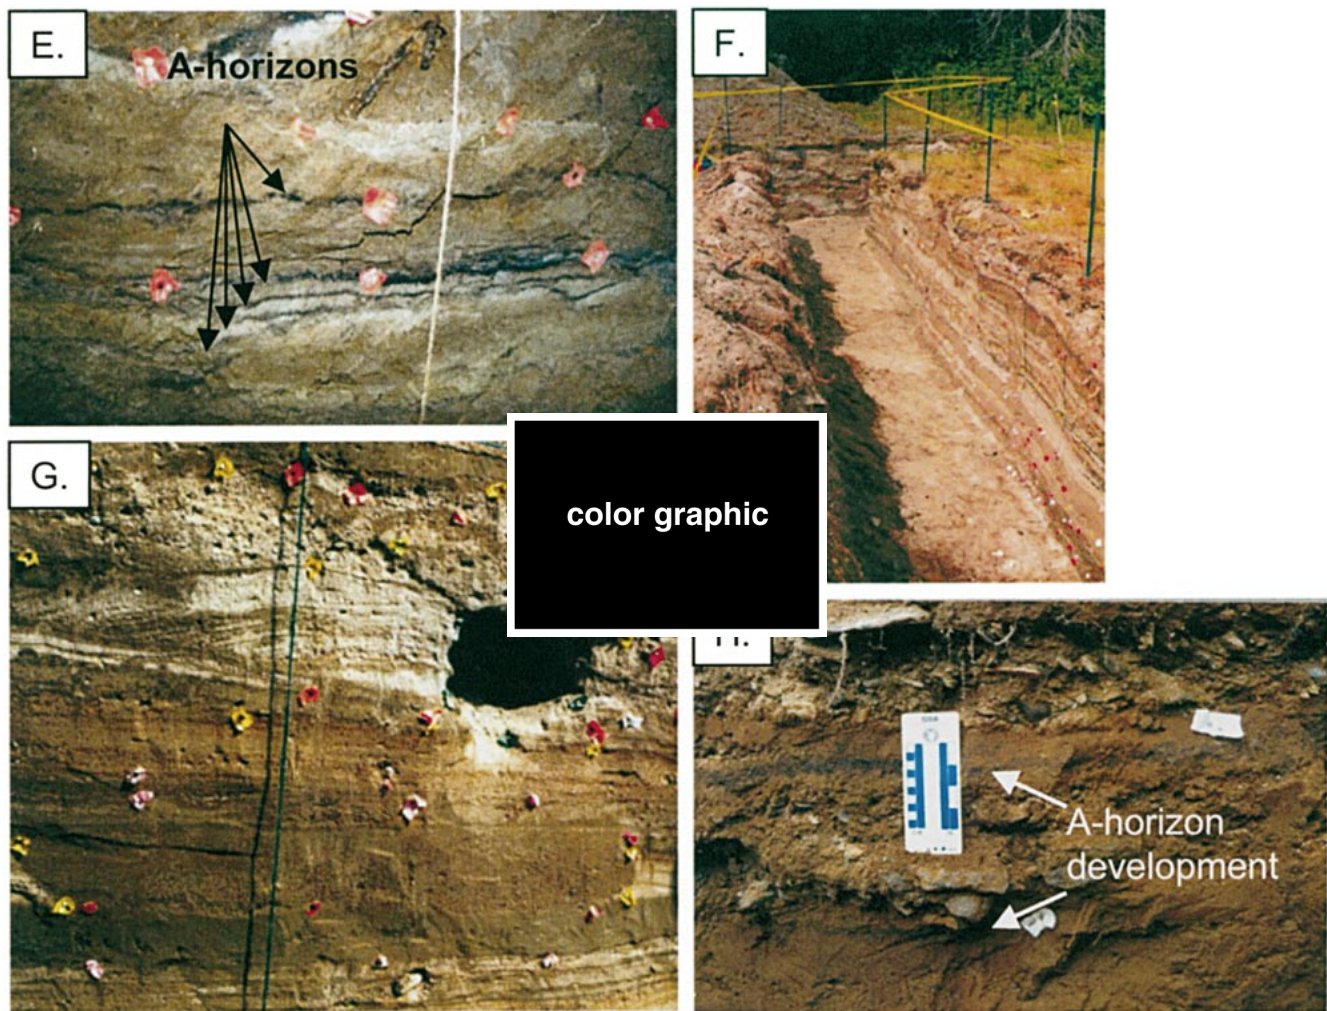 E.
A-horizons
F.
G.
color graphic
H.
A-horizon
development